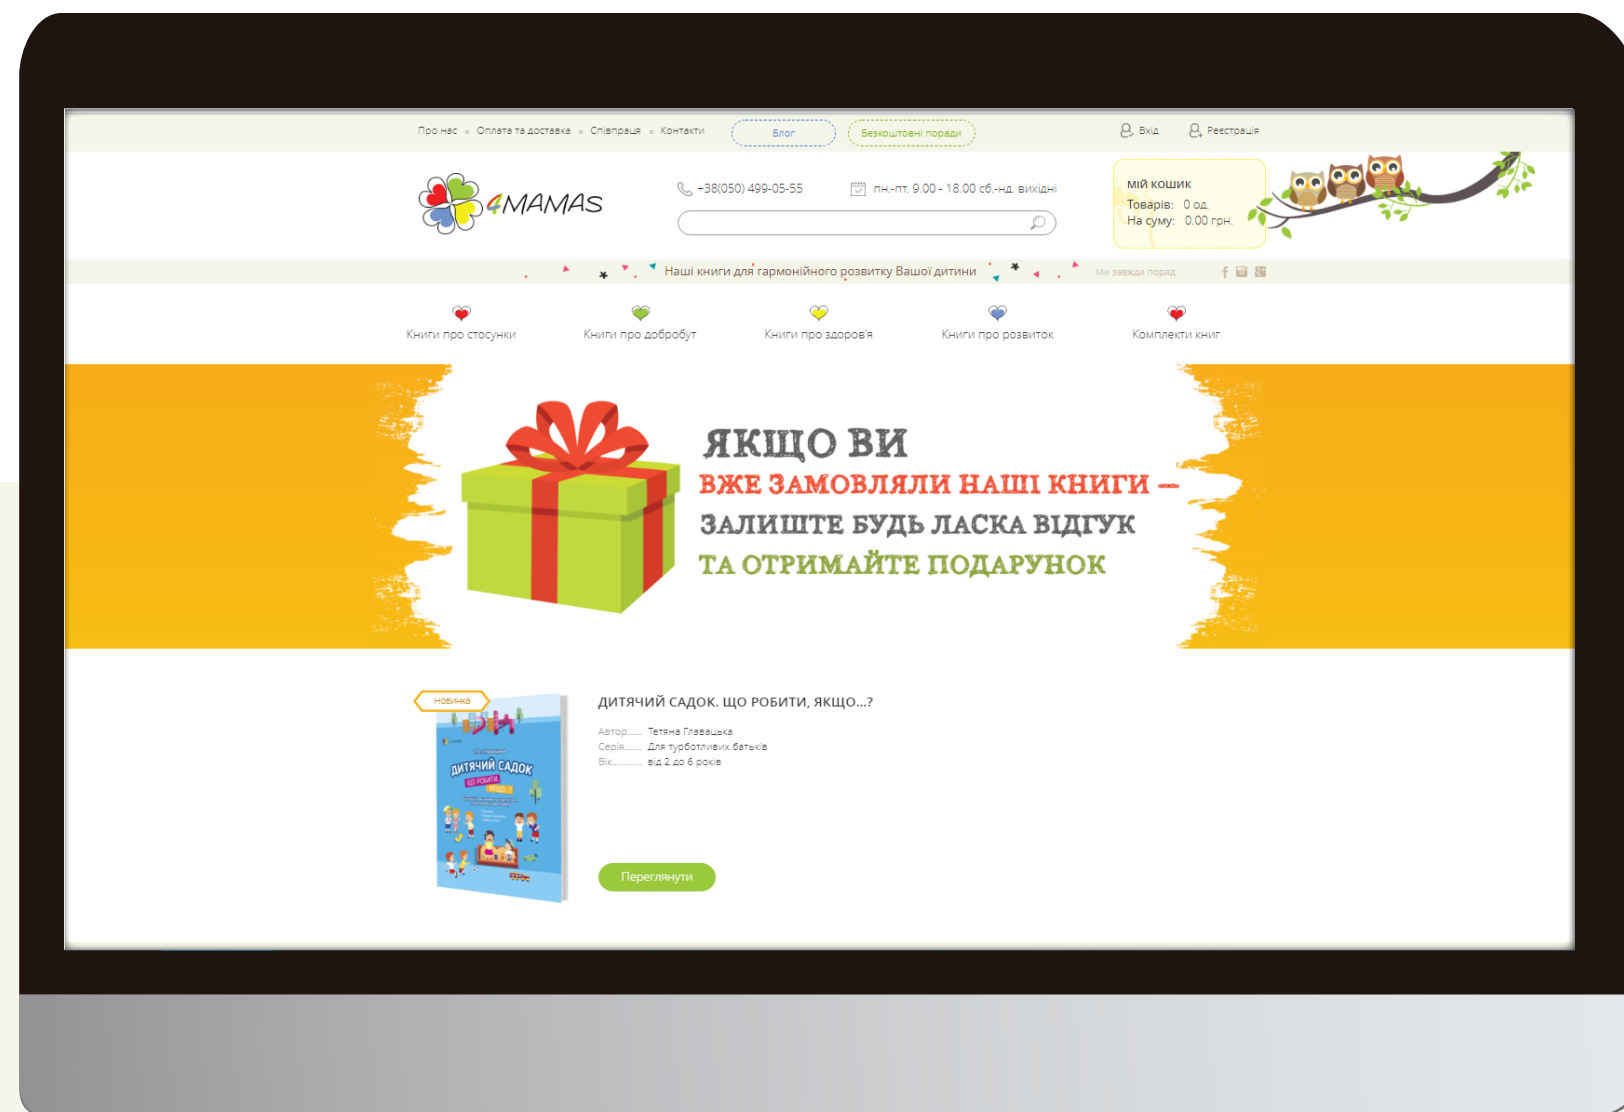 Про нас Оплата та доставка Співпраця Контакти Блог Безкоштовні поради Вхід Реєстрація
4MAMAS
+38(050) 499-05-55 пн.-пт. 9.00 - 18.00 сб.-нд. вихідні
мій кошик
Товарів: 0 од.
На суму: 0.00 грн.
Наші книги для гармонійного розвитку Вашої дитини
Ми завжди поряд
Книги про стосунки Книги про добробут Книги про здоров'я Книги про розвиток Комплекти книг
ЯКЩО ВИ
ВЖЕ ЗАМОВЛЯЛИ НАШІ КНИГИ –
ЗАЛИШТЕ БУДЬ ЛАСКА ВІДГУК
ТА ОТРИМАЙТЕ ПОДАРУНОК
Новинка
ДИТЯЧИЙ САДОК
ЩО РОБИТИ,
ЯКЩО...?
ДИТЯЧИЙ САДОК. ЩО РОБИТИ, ЯКЩО...?
Автор...... Тетяна Главацька
Серія....... Для турботливих батьків
Вік............ від 2 до 6 років
Переглянути